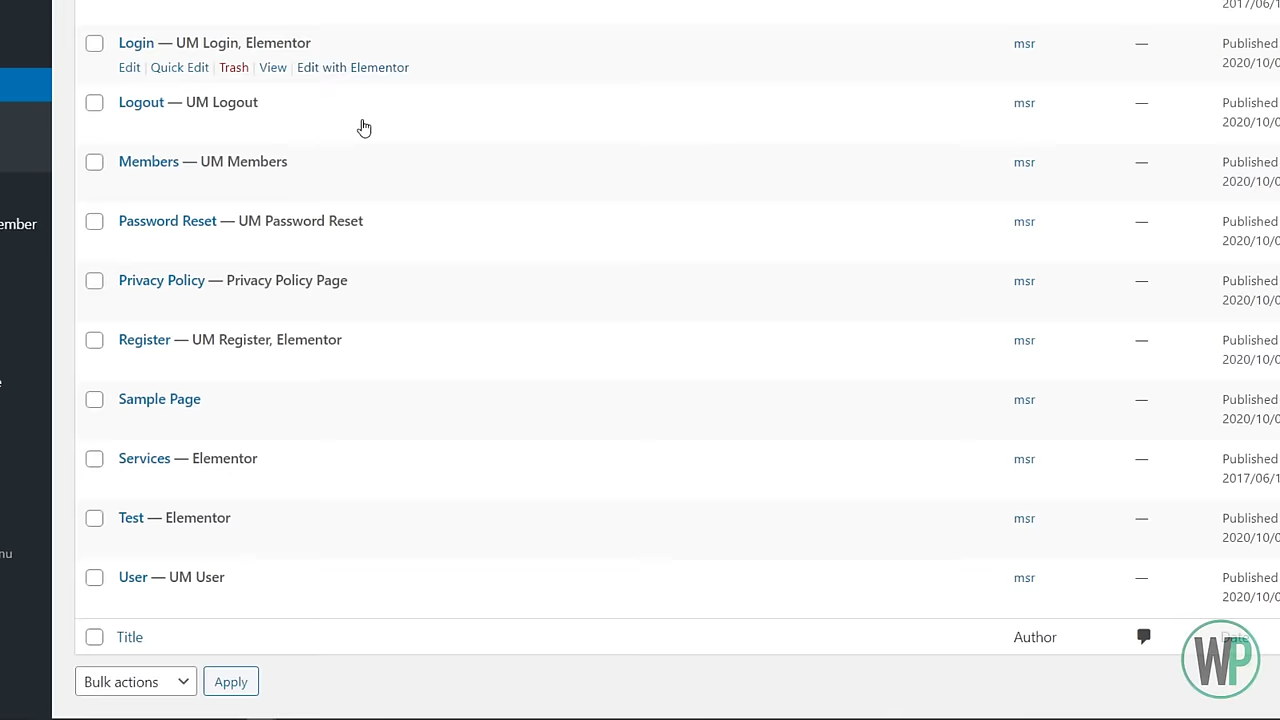 2017/06/1
Login — UM Login, Elementor
msr
—
Published
Edit | Quick Edit | Trash | View | Edit with Elementor
2020/10/0
Logout — UM Logout
msr
—
Published
2020/10/0
Members — UM Members
msr
—
Published
2020/10/0
ember
Password Reset — UM Password Reset
msr
—
Published
2020/10/0
Privacy Policy — Privacy Policy Page
msr
—
Published
2020/10/0
Register — UM Register, Elementor
msr
—
Published
2020/10/0
e
Sample Page
msr
—
Published
2020/10/0
Services — Elementor
msr
—
Published
2017/06/1
Test — Elementor
msr
—
Published
2020/10/0
nu
User — UM User
msr
—
Published
2020/10/0
Title
Author
Date
WP
Bulk actions
Apply